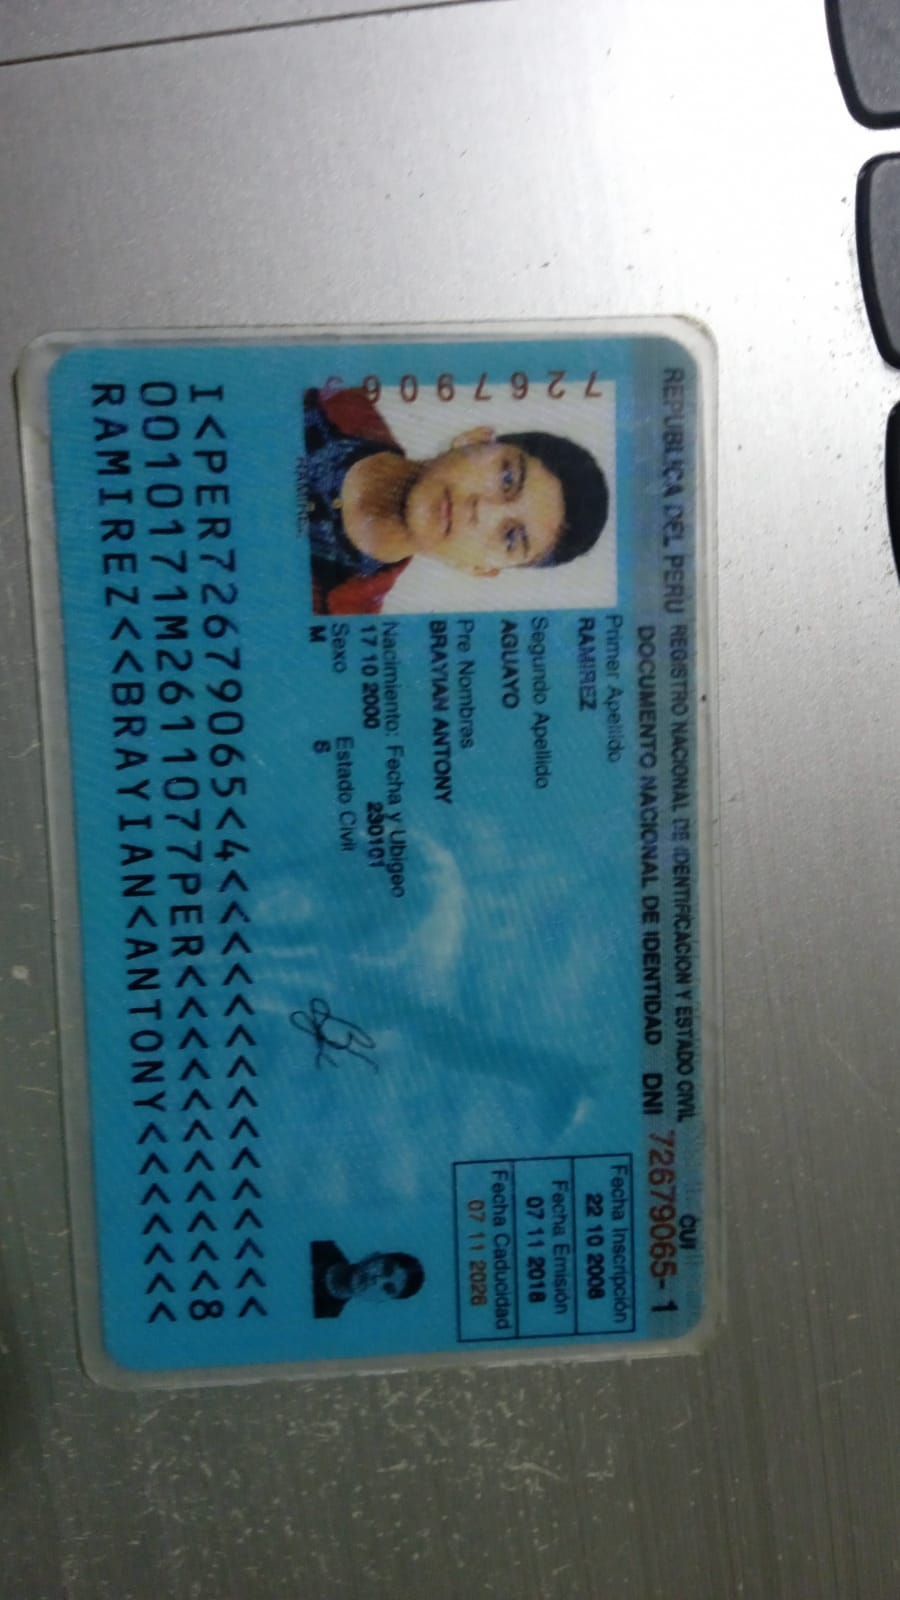 REPUBLICA DEL PERU REGISTRO NACIONAL DE IDENTIFICACION Y ESTADO CIVIL
CUI
DOCUMENTO NACIONAL DE IDENTIDAD DNI 72679065-1
Primer Apellido
RAMIREZ
Segundo Apellido
AGUAYO
Pre Nombres
BRAYIAN ANTONY
Nacimiento: Fecha y Ubigeo
17 10 2000 230101
Sexo Estado Civil
M
Fecha Inscripción
22 10 2008
Fecha Emisión
07 11 2018
Fecha Caducidad
07 11 2026
I<PER72679065<4<<<<<<<<<<<<<<<
0010171M2611077PER<<<<<<<<<<<8
RAMIREZ<<BRAYIAN<ANTONY<<<<<<<